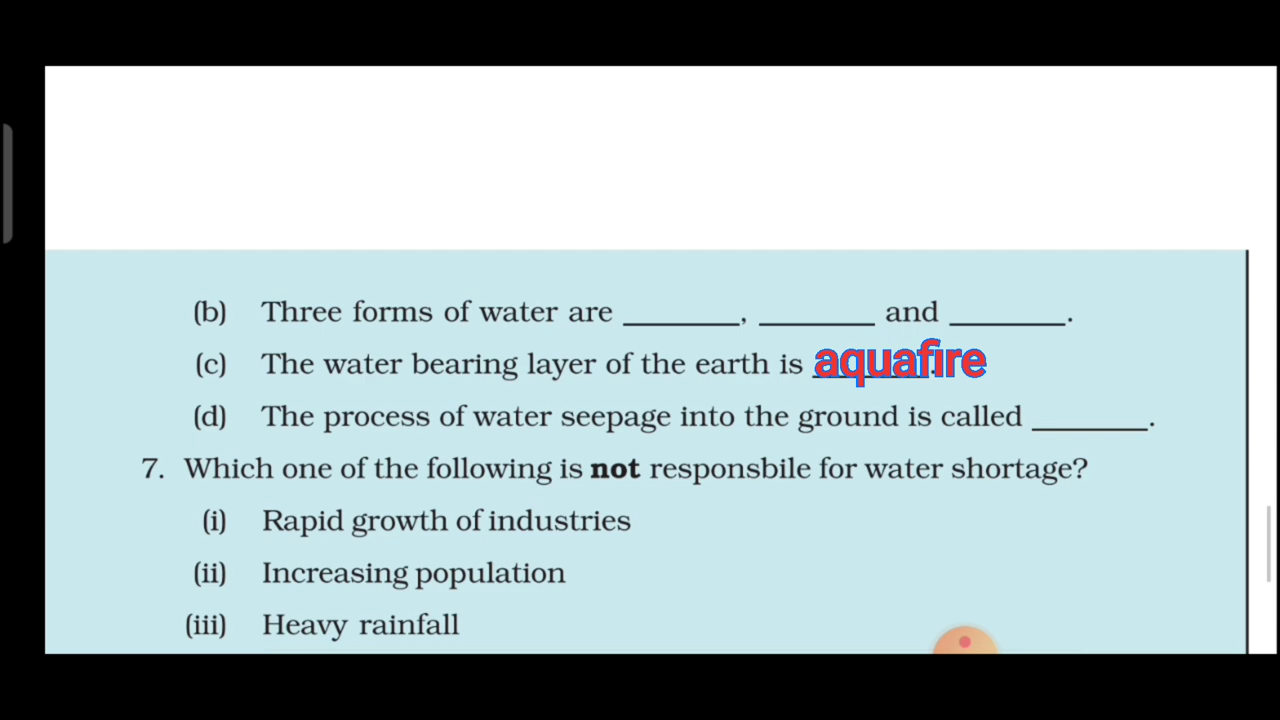 (b) Three forms of water are ________, ________ and ________.
(c) The water bearing layer of the earth is aquafire
(d) The process of water seepage into the ground is called ________.
7. Which one of the following is not responsbile for water shortage?
(i) Rapid growth of industries
(ii) Increasing population
(iii) Heavy rainfall